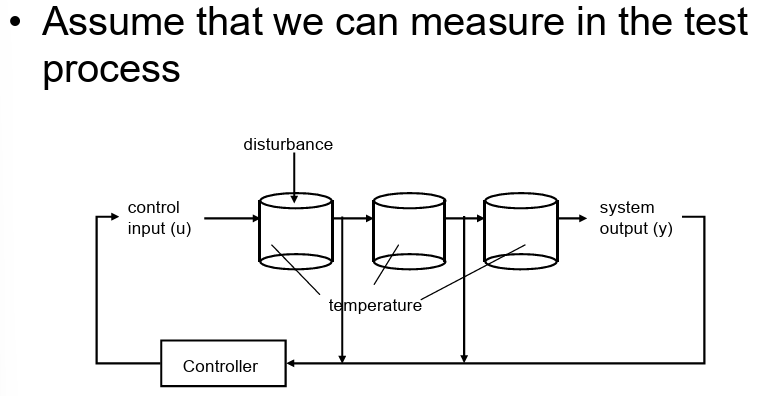 • Assume that we can measure in the test
process
disturbance
control
input (u)
system
output (y)
temperature
Controller